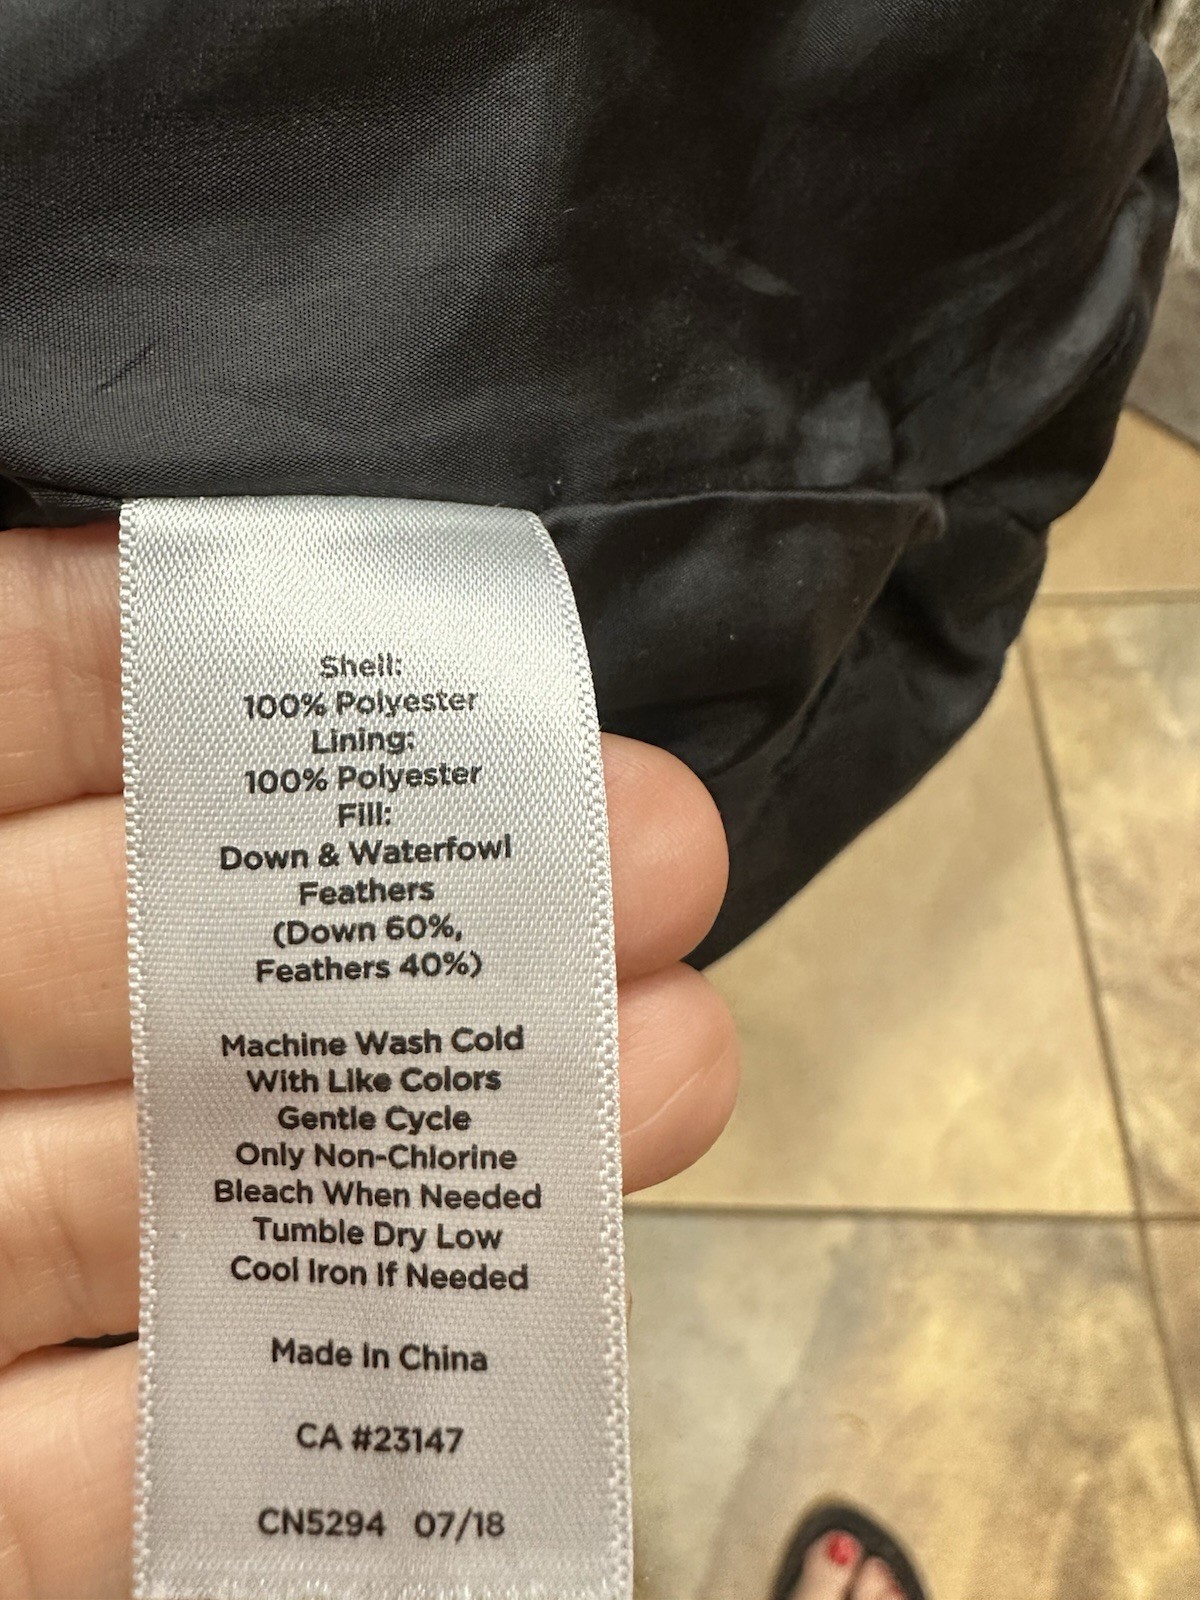 Shell:
100% Polyester
Lining:
100% Polyester
Fill:
Down & Waterfowl
Feathers
(Down 60%,
Feathers 40%)
Machine Wash Cold
With Like Colors
Gentle Cycle
Only Non-Chlorine
Bleach When Needed
Tumble Dry Low
Cool Iron If Needed
Made In China
CA #23147
CN5294 07/18